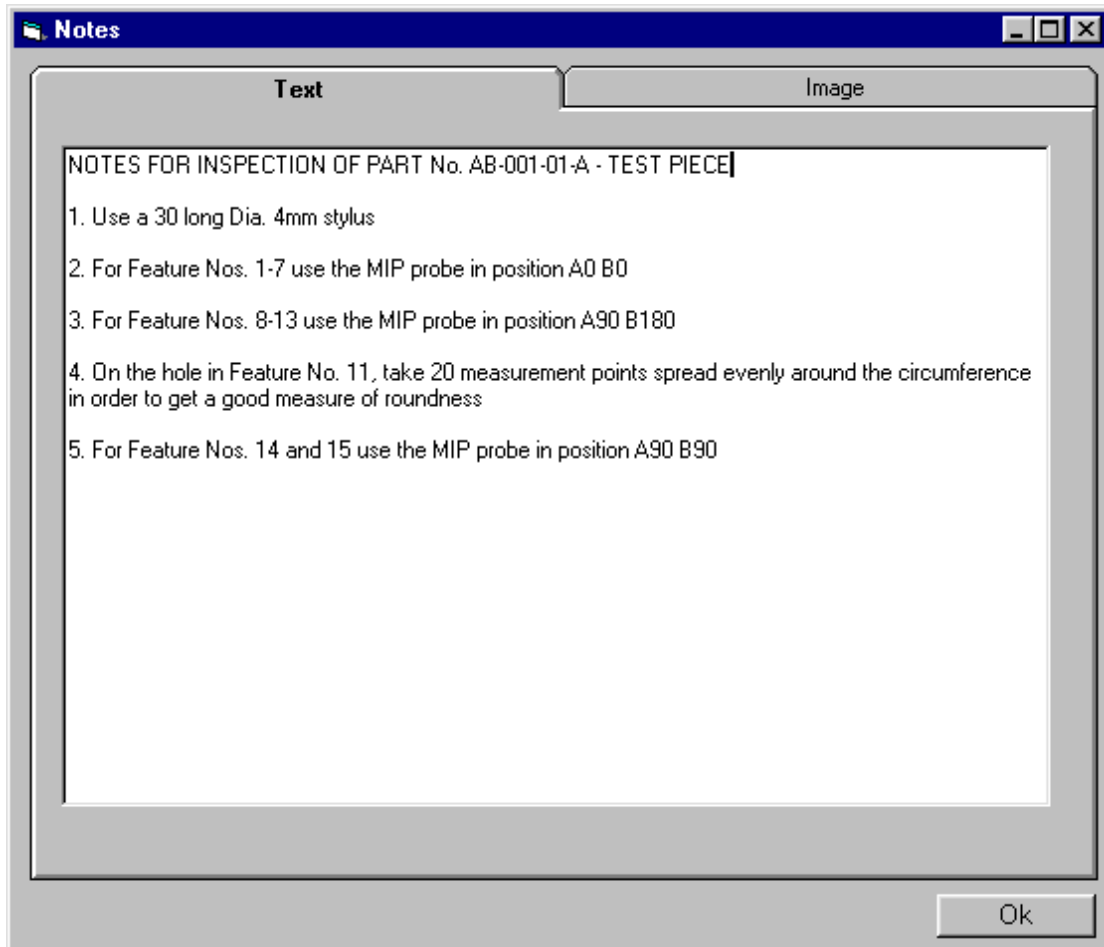 Notes
Text
Image
NOTES FOR INSPECTION OF PART No. AB-001-01-A - TEST PIECE
1. Use a 30 long Dia. 4mm stylus
2. For Feature Nos. 1-7 use the MIP probe in position A0 B0
3. For Feature Nos. 8-13 use the MIP probe in position A90 B180
4. On the hole in Feature No. 11, take 20 measurement points spread evenly around the circumference
in order to get a good measure of roundness
5. For Feature Nos. 14 and 15 use the MIP probe in position A90 B90
Ok